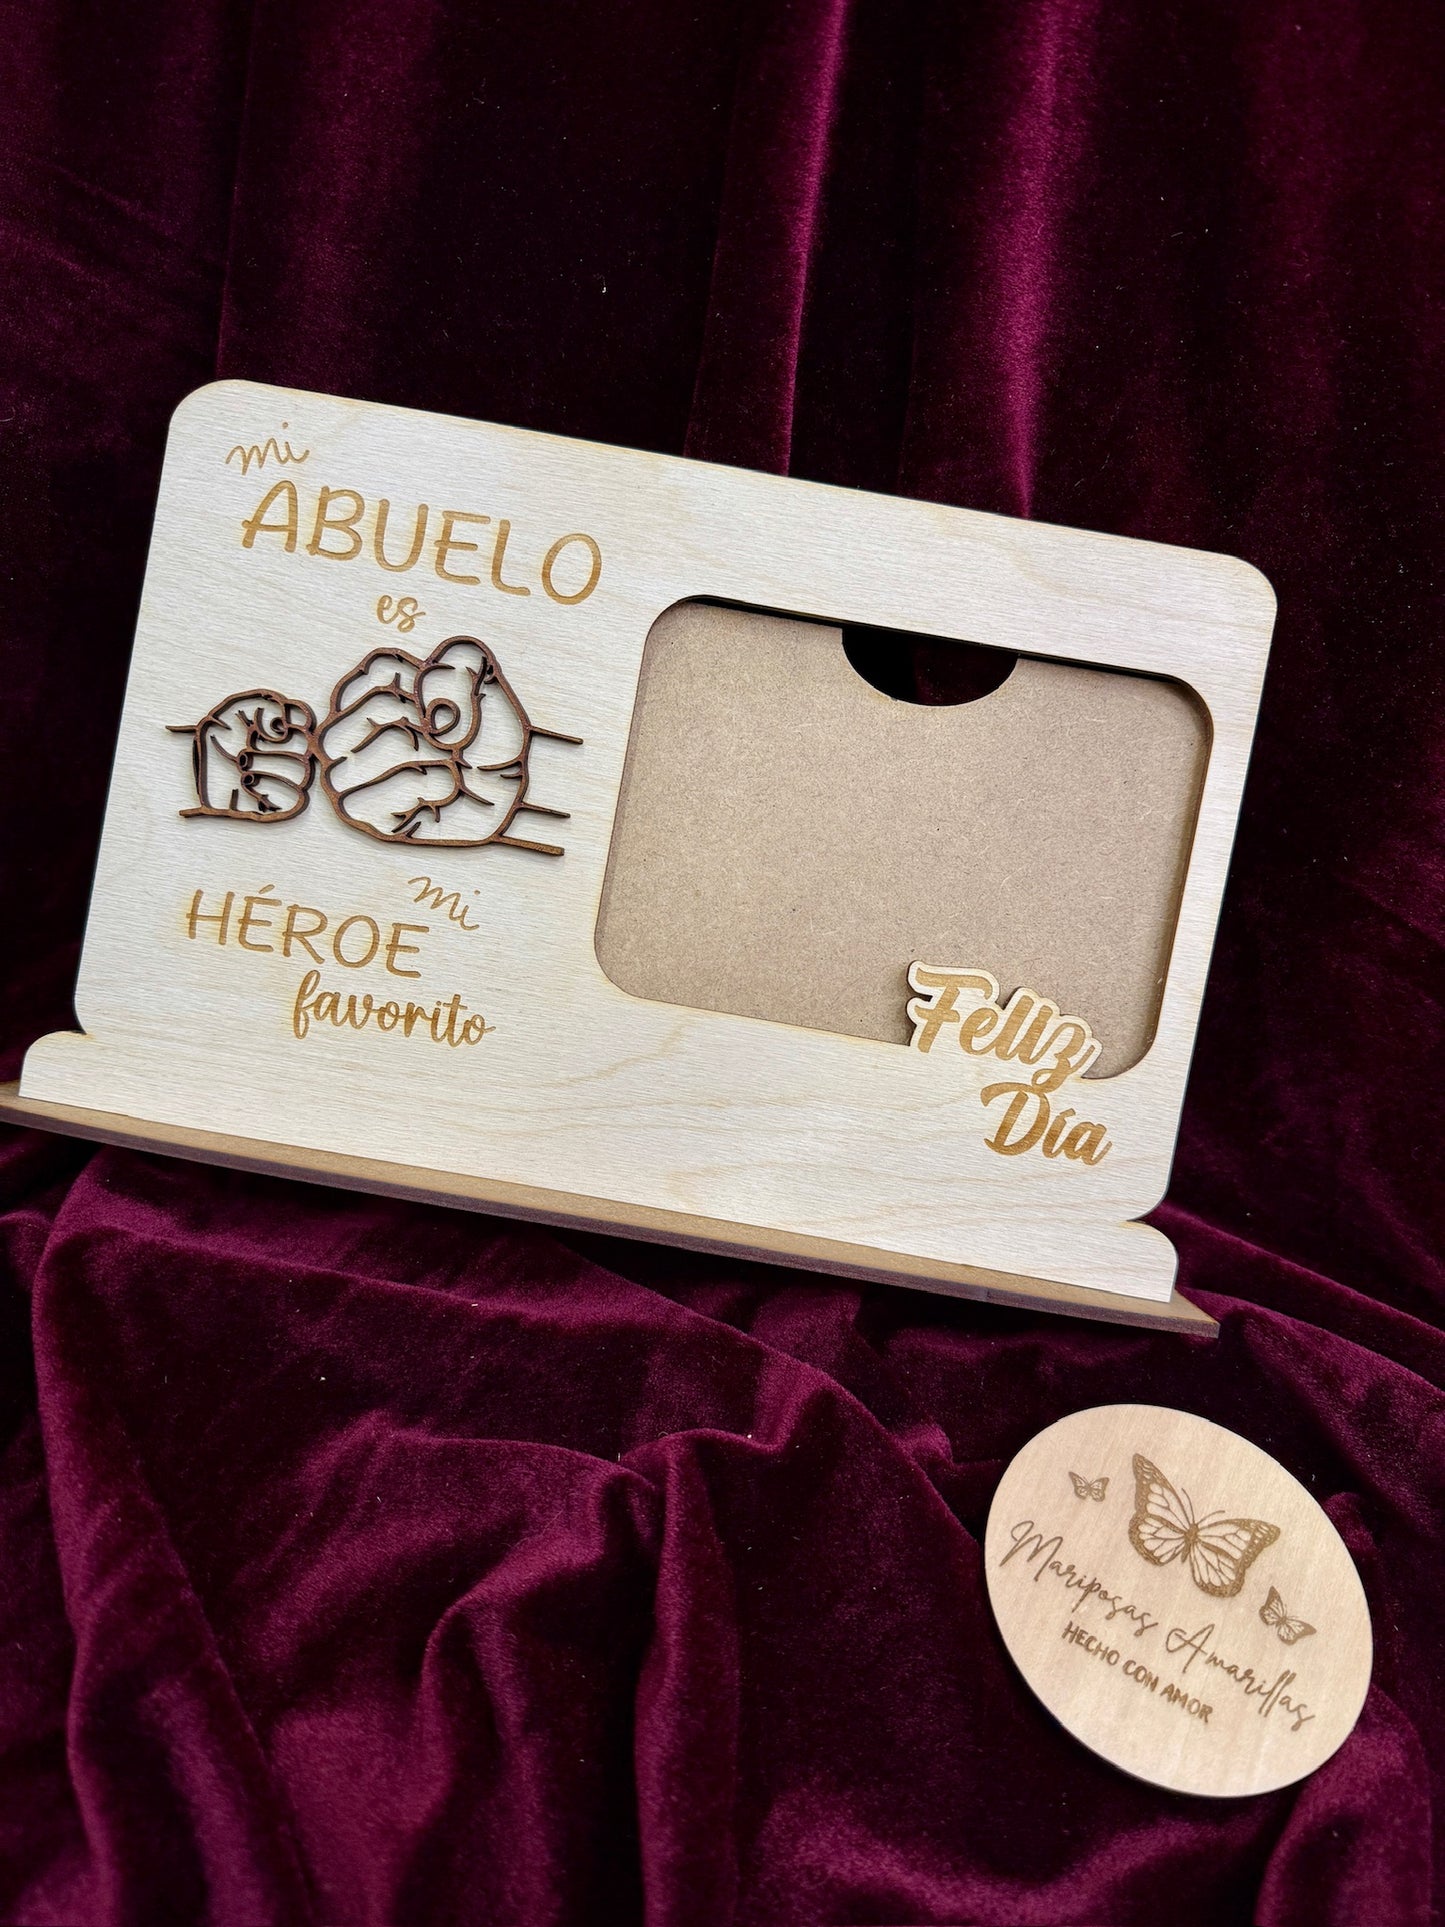 mi
ABUELO
es
mi
HÉROE
favorito
Feliz
Día
Mariposas Amarillas
HECHO CON AMOR